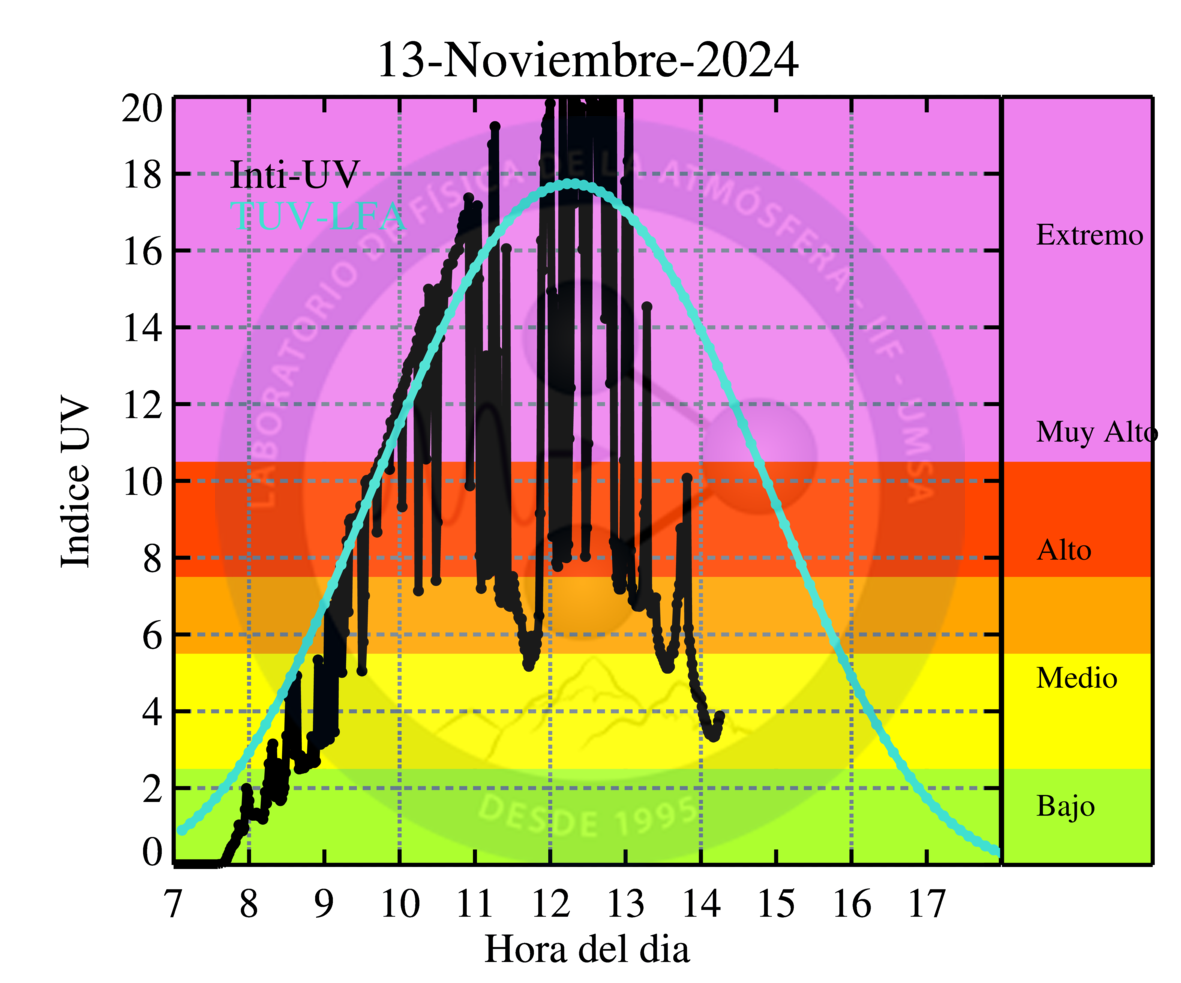 13-Noviembre-2024
20
18
16
14
12
10
8
6
4
2
0
Indice UV
Inti-UV
TUV-LFA
LABORATORIO DE FÍSICA DE LA ATMÓSFERA - IIF - UMSA
DESDE 1995
Extremo
Muy Alto
Alto
Medio
Bajo
7 8 9 10 11 12 13 14 15 16 17
Hora del dia